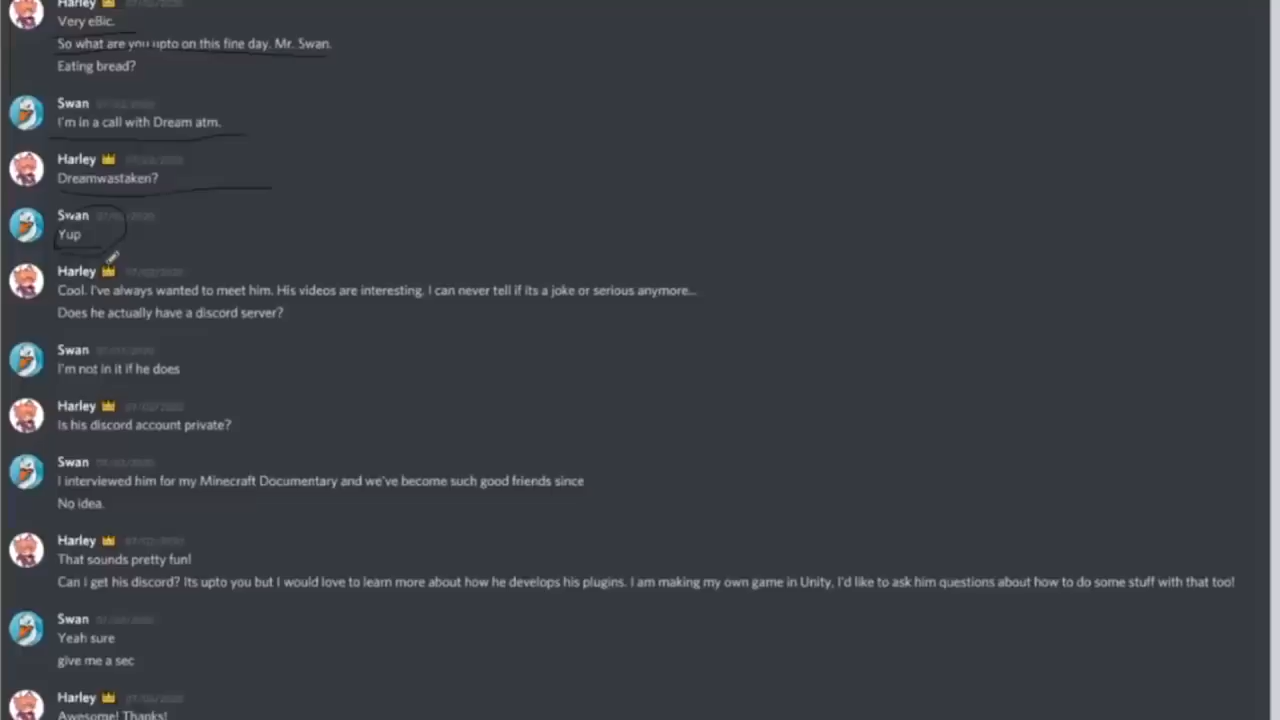 Harley
Very eBic.
So what are you upto on this fine day. Mr. Swan.
Eating bread?
Swan
I'm in a call with Dream atm.
Harley
Dreamwastaken?
Swan
Yup
Harley
Cool. I've always wanted to meet him. His videos are interesting. I can never tell if its a joke or serious anymore...
Does he actually have a discord server?
Swan
I'm not in it if he does
Harley
Is his discord account private?
Swan
I interviewed him for my Minecraft Documentary and we've become such good friends since
No idea.
Harley
That sounds pretty fun!
Can i get his discord? Its upto you but I would love to learn more about how he develops his plugins. I am making my own game in Unity, I'd like to ask him questions about how to do some stuff with that too!
Swan
Yeah sure
give me a sec
Harley
Awesome! Thanks!